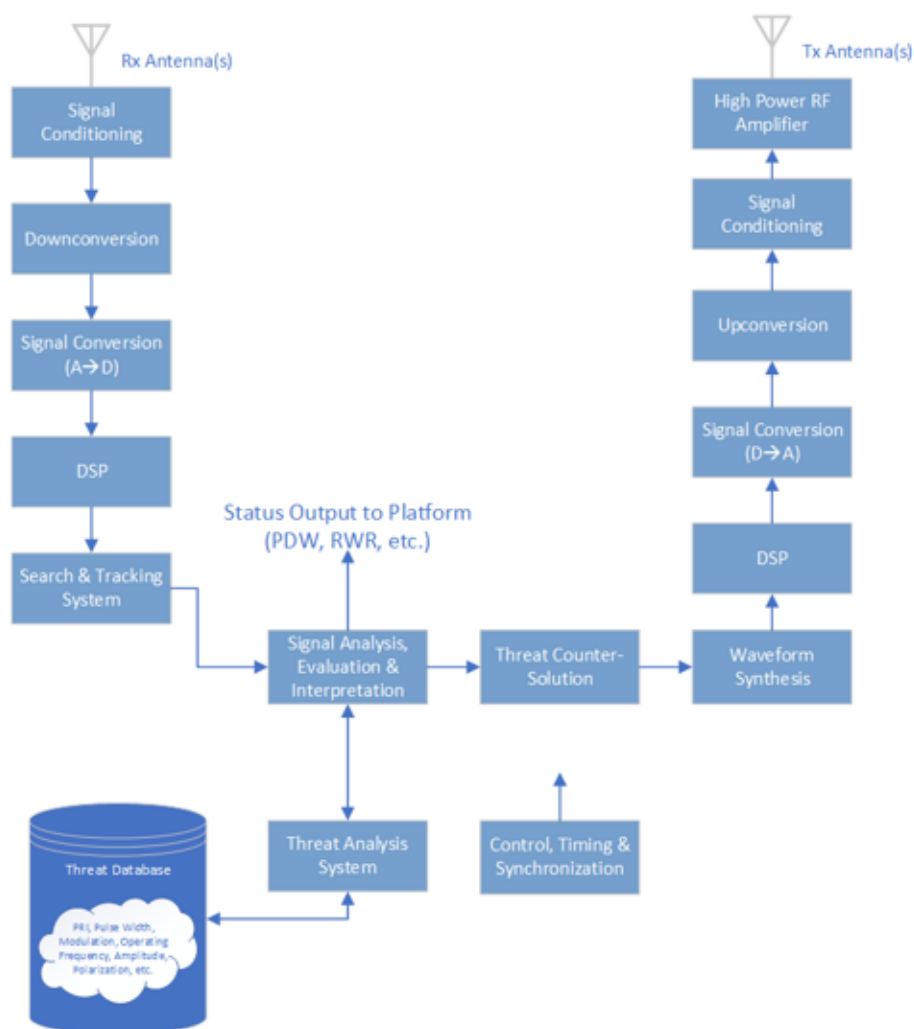 Rx Antenna(s)
Signal
Conditioning
Downconversion
Signal Conversion
(A→D)
DSP
Search & Tracking
System
Status Output to Platform
(PDW, RWR, etc.)
Signal Analysis,
Evaluation &
Interpretation
Threat Analysis
System
Threat Database
PRI, Pulse Width,
Modulation, Operating
Frequency, Amplitude,
Polarization, etc.
Threat Counter-
Solution
Control, Timing &
Synchronization
Waveform
Synthesis
DSP
Signal Conversion
(D→A)
Upconversion
Signal
Conditioning
High Power RF
Amplifier
Tx Antenna(s)